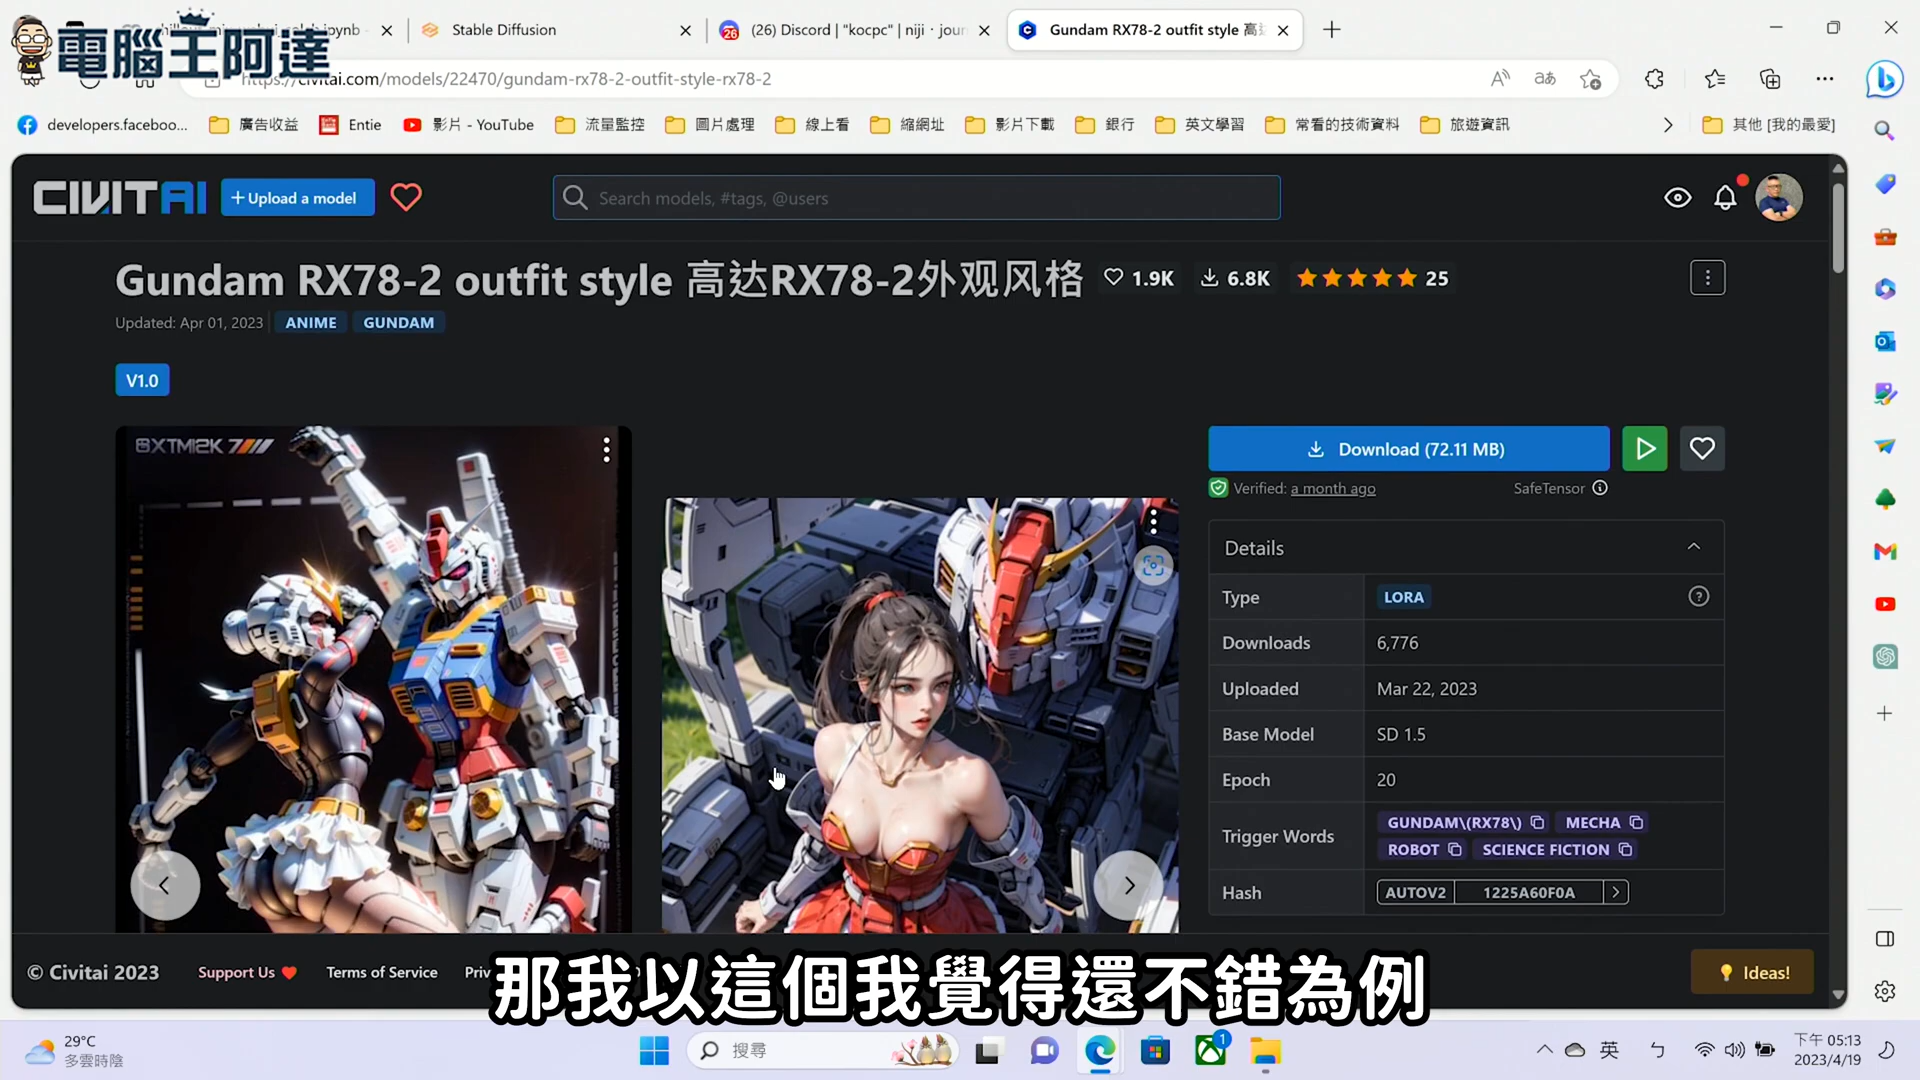 電腦王阿達
Stable Diffusion
(26) Discord | "kocpc" | niji · jour
Gundam RX78-2 outfit style 高
https://civitai.com/models/22470/gundam-rx78-2-outfit-style-rx78-2
developers.faceboo...
廣告收益
Entie
影片 - YouTube
流量監控
圖片處理
線上看
縮網址
影片下載
銀行
英文學習
常看的技術資料
旅遊資訊
其他 [我的最愛]
CIVITAI
+ Upload a model
Search models, #tags, @users
Gundam RX78-2 outfit style 高达RX78-2外观风格
1.9K
6.8K
25
Updated: Apr 01, 2023
ANIME
GUNDAM
V1.0
Download (72.11 MB)
Verified: a month ago
SafeTensor
Details
Type LORA
Downloads 6,776
Uploaded Mar 22, 2023
Base Model SD 1.5
Epoch 20
Trigger Words GUNDAM\(RX78\) MECHA
ROBOT SCIENCE FICTION
Hash AUTOV2 1225A60F0A
© Civitai 2023
Support Us
Terms of Service
Priv
Ideas!
那我以這個我覺得還不錯為例
29°C
多雲時陰
搜尋
1
英
ㄅ
下午 05:13
2023/4/19